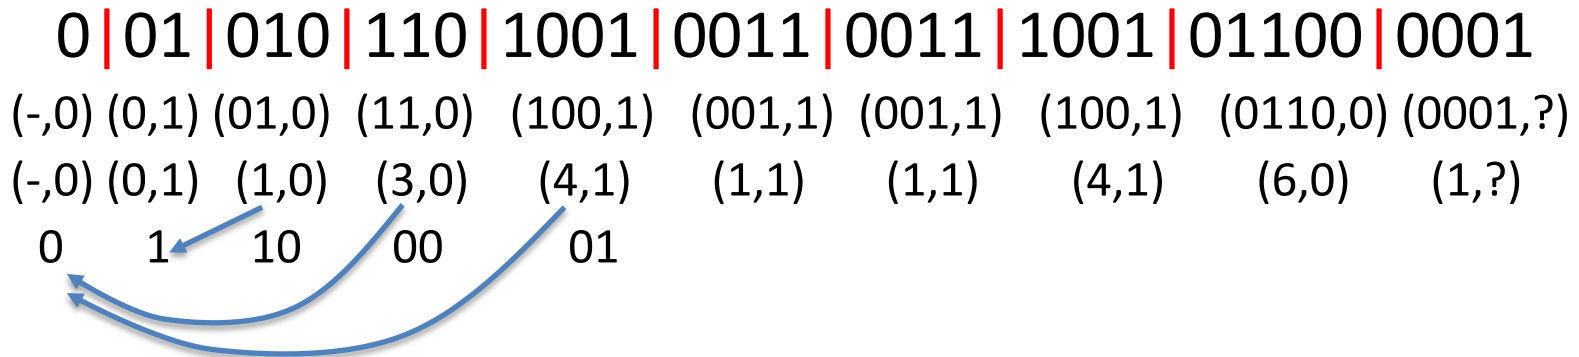 0|01|010|110|1001|0011|0011|1001|01100|0001
(-,0) (0,1) (01,0) (11,0) (100,1) (001,1) (001,1) (100,1) (0110,0) (0001,?)
(-,0) (0,1) (1,0) (3,0) (4,1) (1,1) (1,1) (4,1) (6,0) (1,?)
0 1 10 00 01